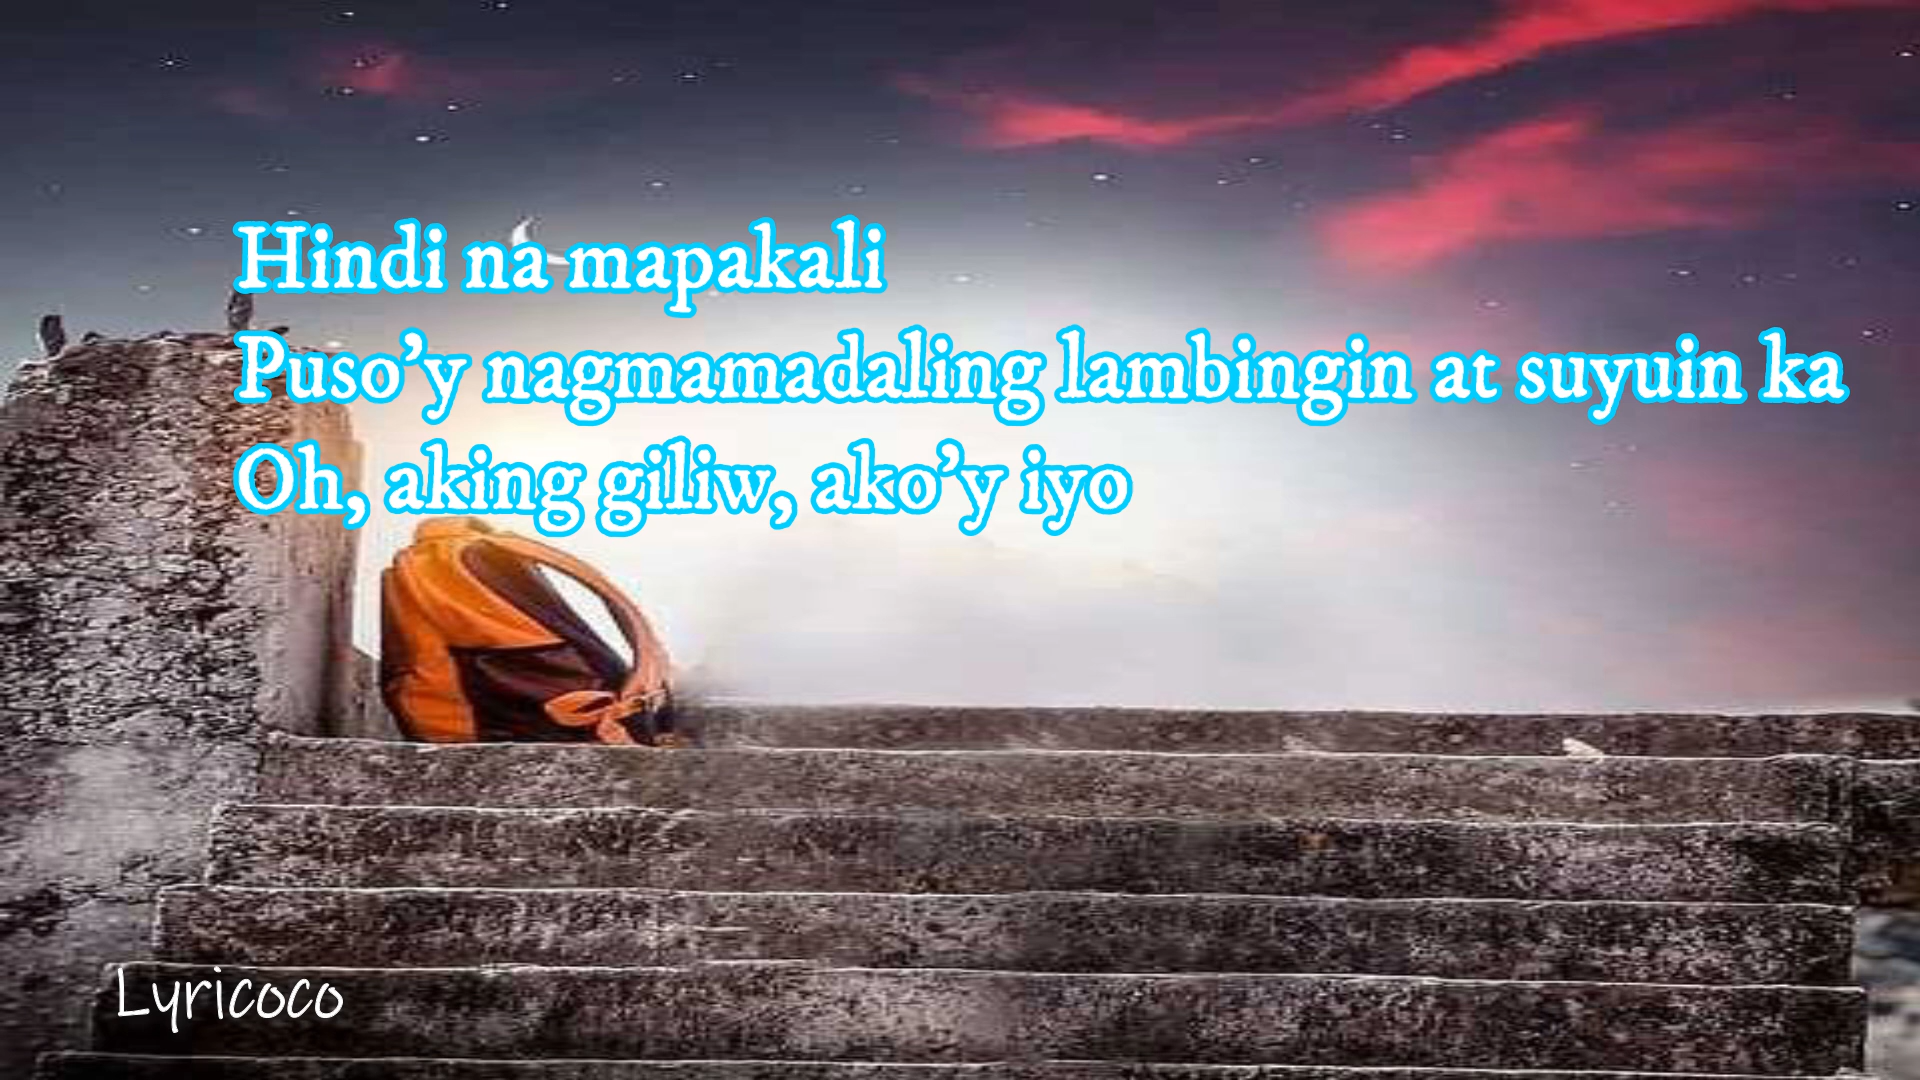 Hindi na mapakali
Puso'y nagmamadaling lambingin at suyuin ka
Oh, aking giliw, ako'y iyo
Lyricoco